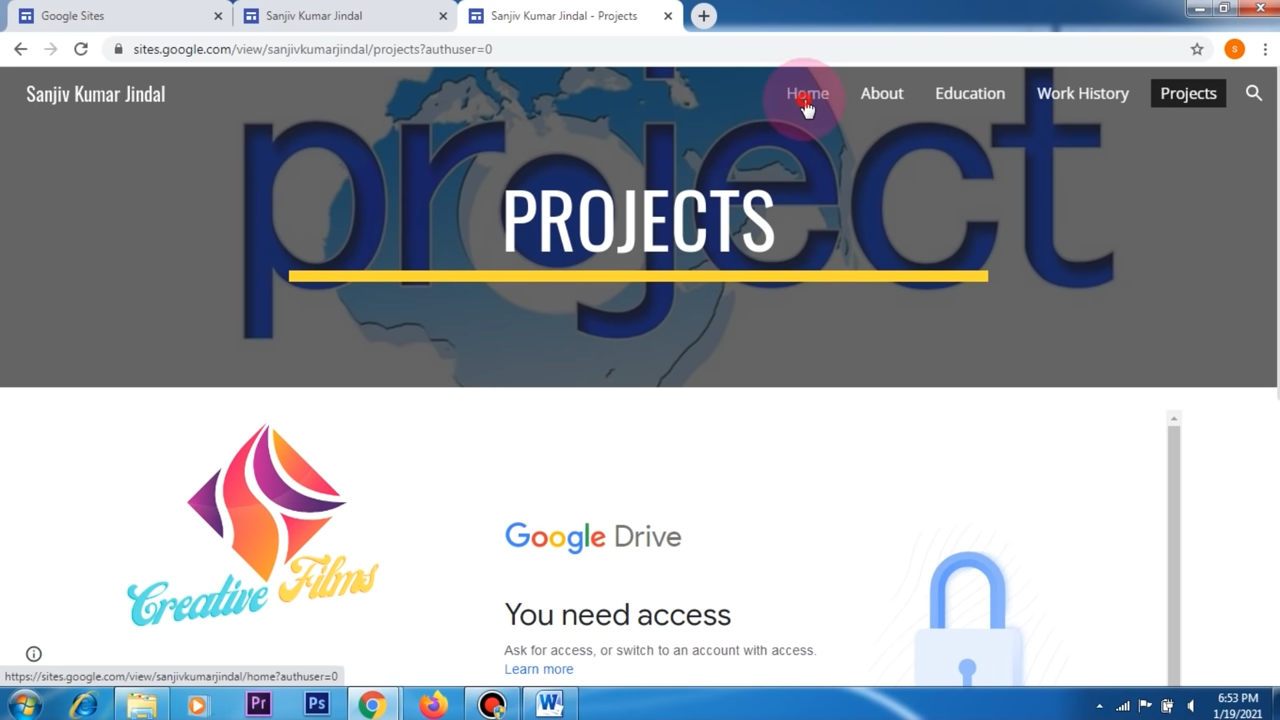 Google Sites
Sanjiv Kumar Jindal
Sanjiv Kumar Jindal - Projects
sites.google.com/view/sanjivkumarjindal/projects?authuser=0
S
Sanjiv Kumar Jindal
Home
About
Education
Work History
Projects
project
PROJECTS
Creative Films
Google Drive
You need access
Ask for access, or switch to an account with access.
Learn more
https://sites.google.com/view/sanjivkumarjindal/home?authuser=0
Pr
Ps
W
6:53 PM
1/19/2021